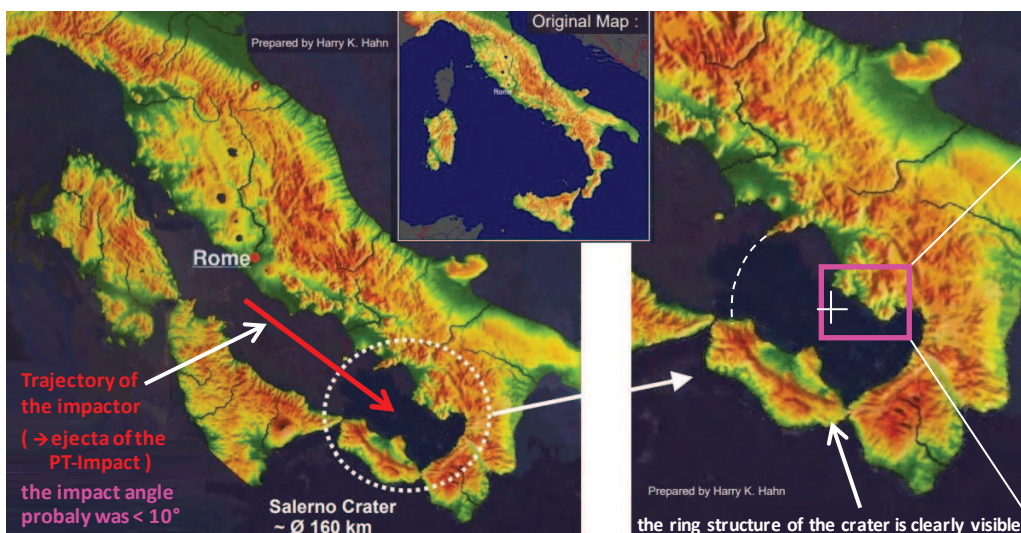 Prepared by Harry K. Hahn
Original Map :
Rome
Rome
Trajectory of
the impactor
( → ejecta of the
PT-Impact )
the impact angle
probaly was < 10°
Salerno Crater
~ Ø 160 km
Prepared by Harry K. Hahn
the ring structure of the crater is clearly visible